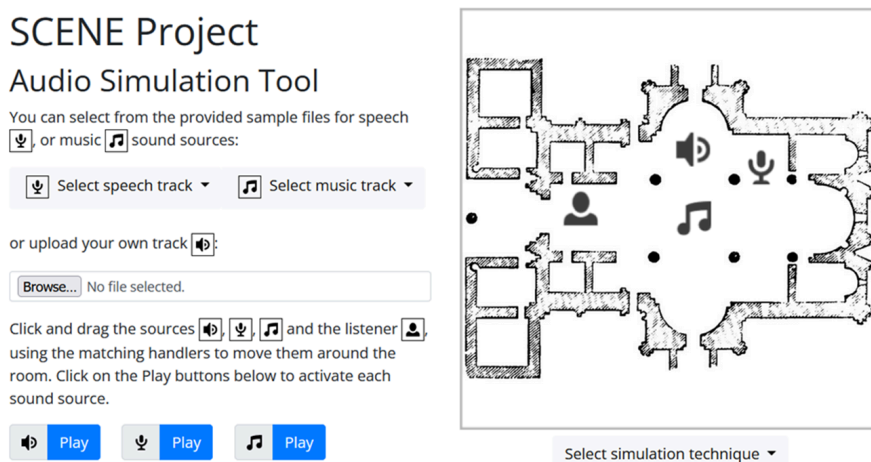 SCENE Project
Audio Simulation Tool
You can select from the provided sample files for speech
, or music sound sources:
Select speech track Select music track
or upload your own track :
Browse... No file selected.
Click and drag the sources , , and the listener ,
using the matching handlers to move them around the
room. Click on the Play buttons below to activate each
sound source.
Play Play Play
Select simulation technique